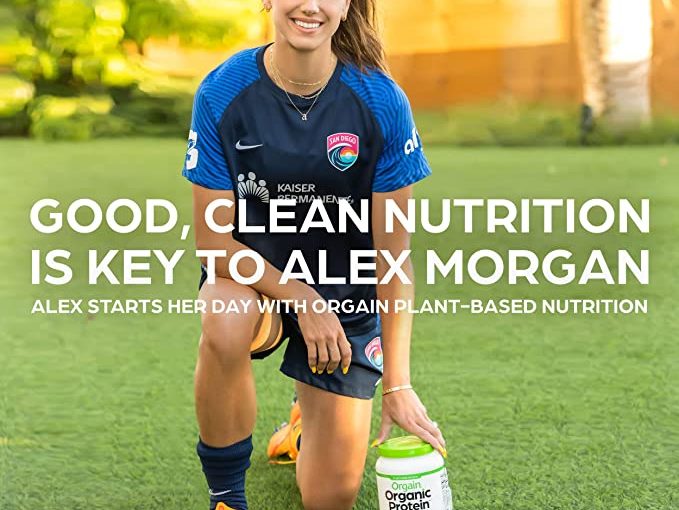 SAN DIEGO
KAISER
PERMANENTE
GOOD, CLEAN NUTRITION
IS KEY TO ALEX MORGAN
ALEX STARTS HER DAY WITH ORGAIN PLANT-BASED NUTRITION
Orgain
Organic
Protein